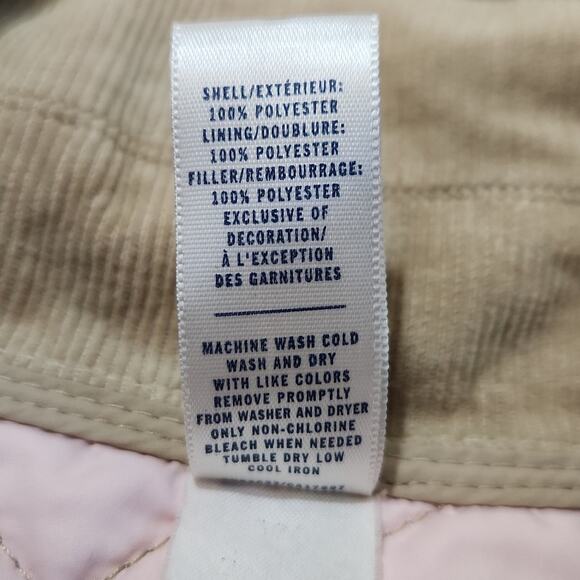 SHELL/EXTÉRIEUR:
100% POLYESTER
LINING/DOUBLURE:
100% POLYESTER
FILLER/REMBOURRAGE:
100% POLYESTER
EXCLUSIVE OF
DECORATION/
À L'EXCEPTION
DES GARNITURES
MACHINE WASH COLD
WASH AND DRY
WITH LIKE COLORS
REMOVE PROMPTLY
FROM WASHER AND DRYER
ONLY NON-CHLORINE
BLEACH WHEN NEEDED
TUMBLE DRY LOW
COOL IRON